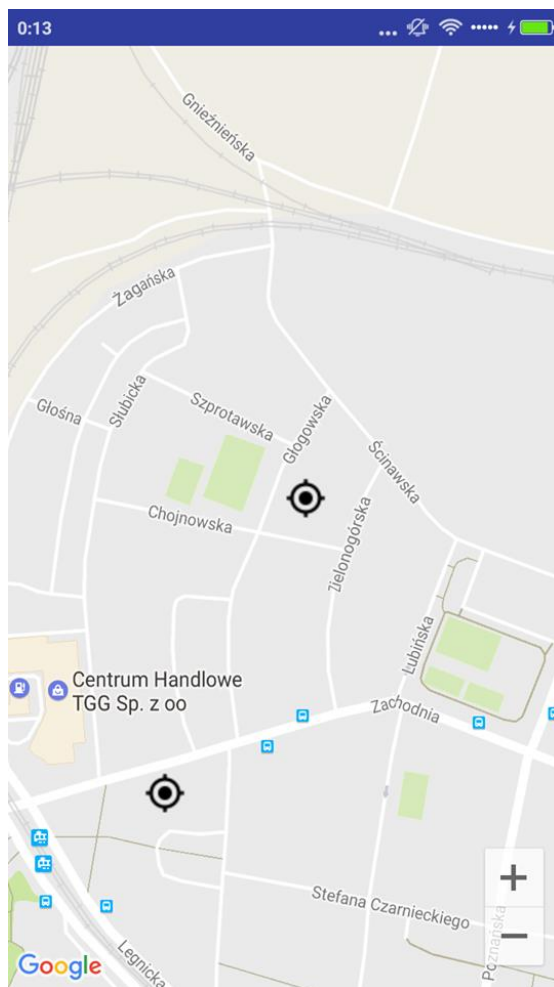 0:13
Gnieźnieńska
Żagańska
Słubicka
Głośna
Szprotawska
Głogowska
Ścinawska
Chojnowska
Zielonogórska
Łubińska
Centrum Handlowe
TGG Sp. z oo
Zachodnia
Stefana Czarnieckiego
Poznańska
Legnicka
Google